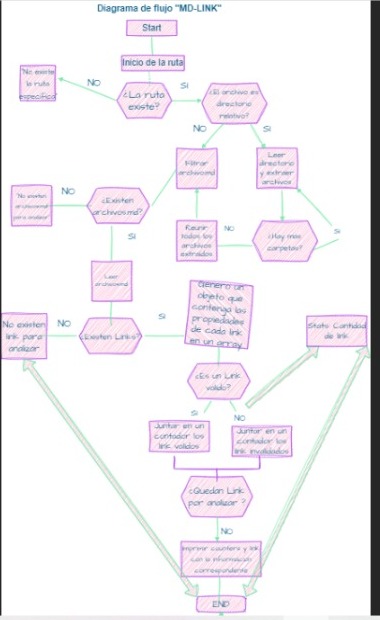 Diagrama de flujo "MD-LINK"
Start
Inicio de la ruta
"No existe
la ruta
especifica"
NO
¿La ruta
existe?
Si
¿El archivo es
directorio
relativo?
NO
Si
Filtrar
archivosmd
Leer
directorio
y extraer
archivos
No existen
archivosmd
para analizar
NO
¿Existen
archivosmd?
Si
Reunir
todos los
archivos
extraidos
NO
¿Hay mas
carpetas?
Si
Leer
archivosmd
No existen
link para
analizar
NO
¿Existen Links?
Si
Genero un
objeto que
contenga las
propiedades
de cada link
en un array
Stats: Cantidad
de link
¿Es un Link
valido?
Si
NO
Juntar en un
contador los
link validos
Juntar en un
contador los
link invalidados
¿Quedan Link
por analizar ?
NO
Imprimir counters y link
con la informacion
correspondiente
END